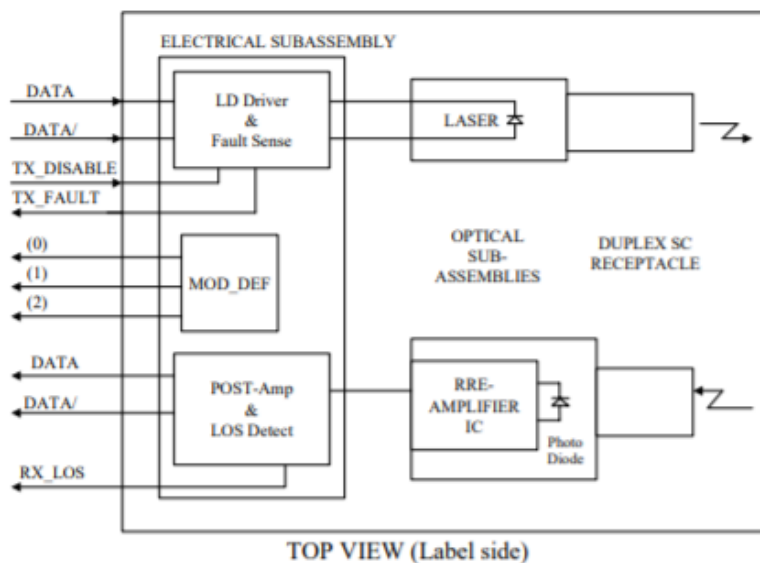 ELECTRICAL SUBASSEMBLY
DATA
DATA/
TX_DISABLE
TX_FAULT
LD Driver
&
Fault Sense
LASER
(0)
(1)
(2)
MOD_DEF
OPTICAL
SUB-
ASSEMBLIES
DUPLEX SC
RECEPTACLE
DATA
DATA/
RX_LOS
POST-Amp
&
LOS Detect
RRE-
AMPLIFIER
IC
Photo
Diode
TOP VIEW (Label side)